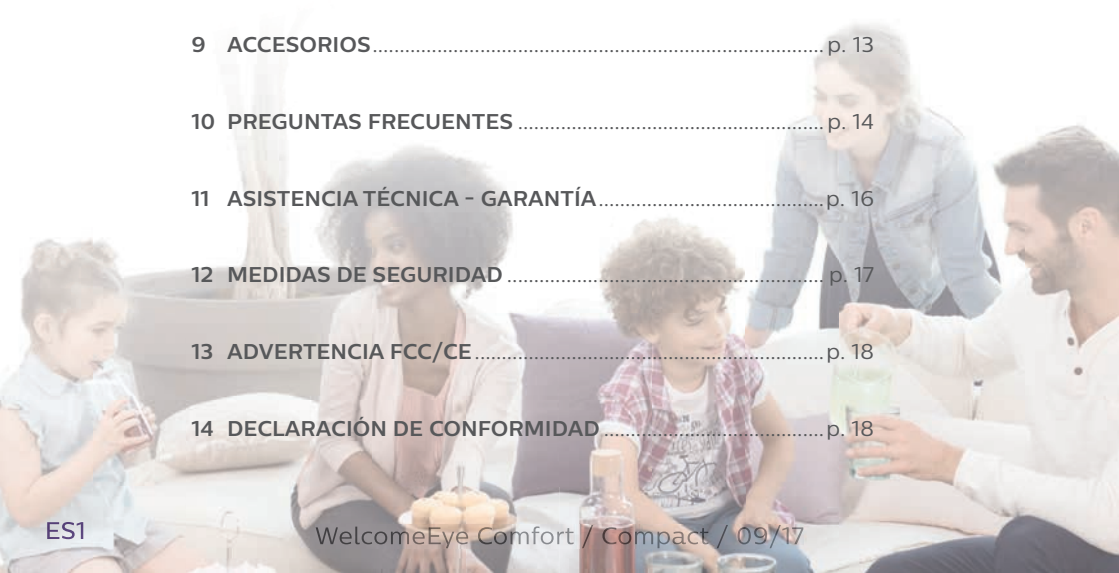 9 ACCESORIOS........................................................................................ p. 13
10 PREGUNTAS FRECUENTES ............................................................ p. 14
11 ASISTENCIA TÉCNICA - GARANTÍA............................................p. 16
12 MEDIDAS DE SEGURIDAD .............................................................. p. 17
13 ADVERTENCIA FCC/CE....................................................................p. 18
14 DECLARACIÓN DE CONFORMIDAD ...........................................p. 18
ES1 WelcomeEye Comfort / Compact / 09/17